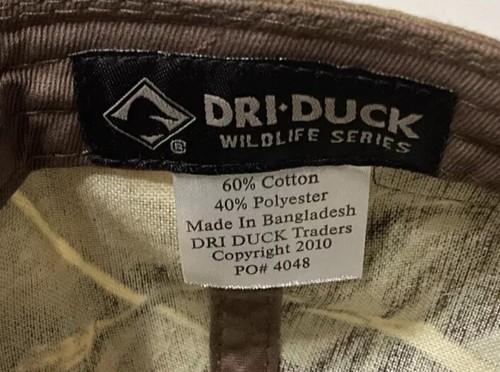 DRI•DUCK
WILDLIFE SERIES
®
60% Cotton
40% Polyester
Made In Bangladesh
DRI DUCK Traders
Copyright 2010
PO# 4048